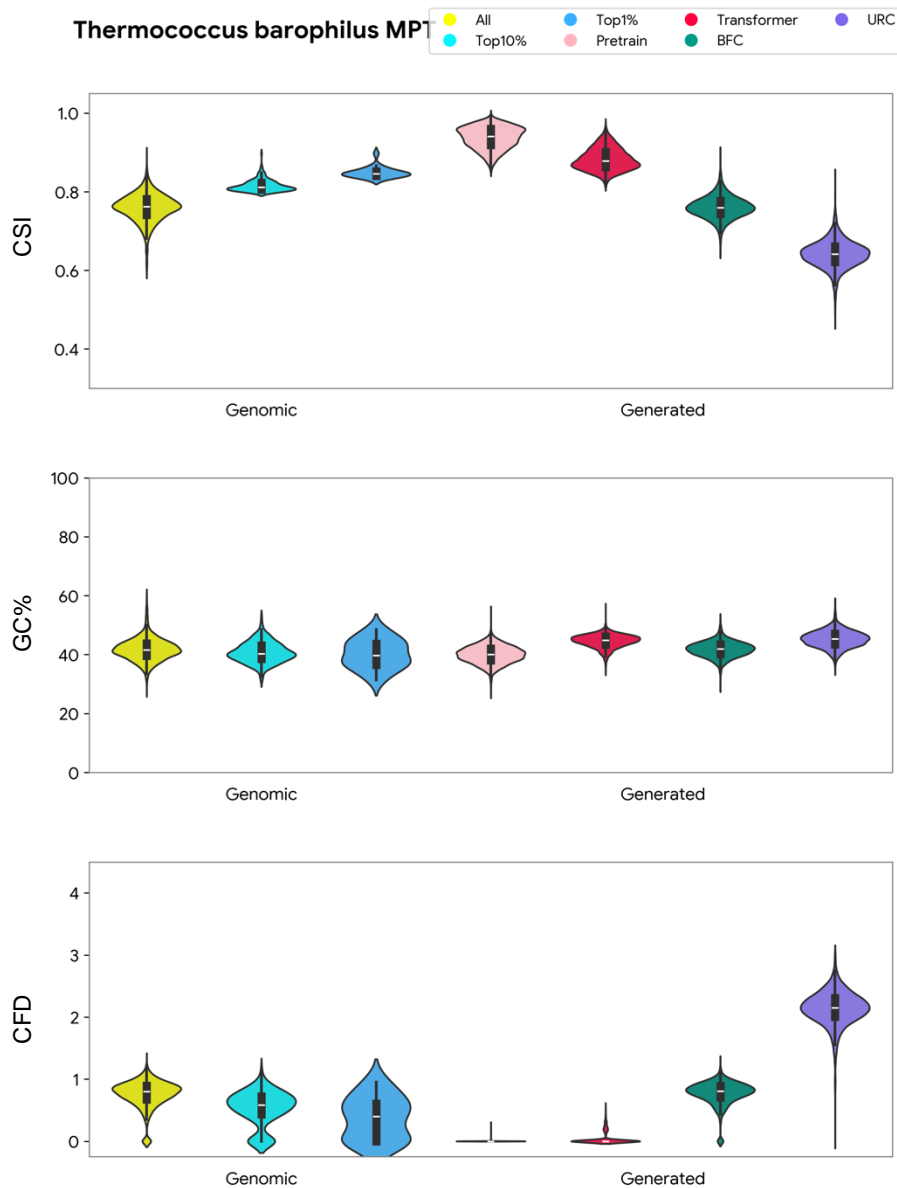 Thermococcus barophilus MPT
All Top1% Transformer URC
Top10% Pretrain BFC
1.0
0.8
0.6
0.4
CSI
Genomic Generated
100
80
60
40
20
0
GC%
Genomic Generated
4
3
2
1
0
CFD
Genomic Generated